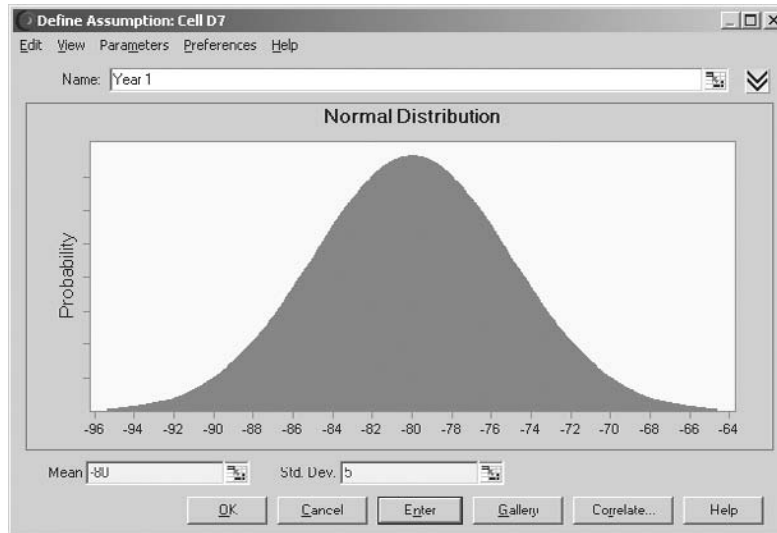 Define Assumption: Cell D7
Edit View Parameters Preferences Help
Name: Year 1
Normal Distribution
Probability
-96 -94 -92 -90 -88 -86 -84 -82 -80 -78 -76 -74 -72 -70 -68 -66 -64
Mean -80 Std. Dev. 5
OK Cancel Enter Gallery Correlate... Help